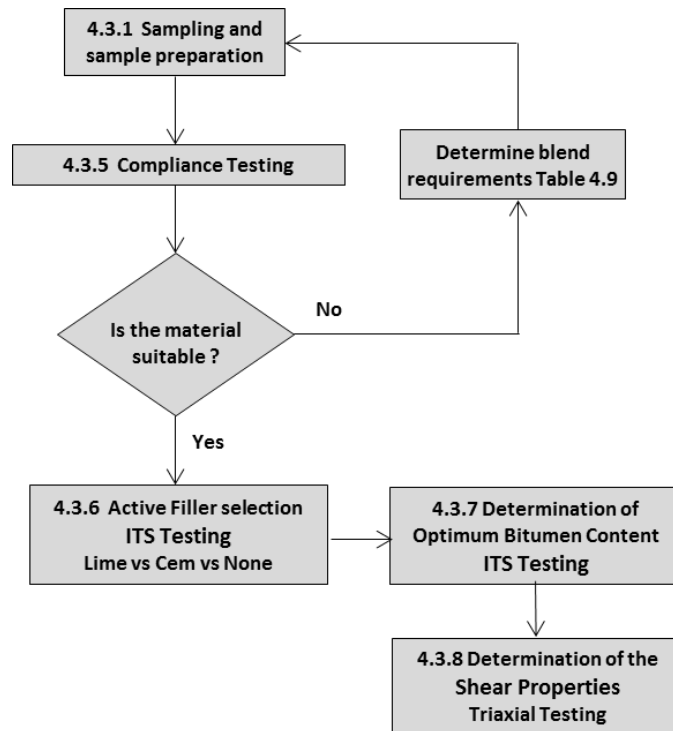 4.3.1 Sampling and
sample preparation
4.3.5 Compliance Testing
Determine blend
requirements Table 4.9
Is the material
suitable ?
No
Yes
4.3.6 Active Filler selection
ITS Testing
Lime vs Cem vs None
4.3.7 Determination of
Optimum Bitumen Content
ITS Testing
4.3.8 Determination of the
Shear Properties
Triaxial Testing